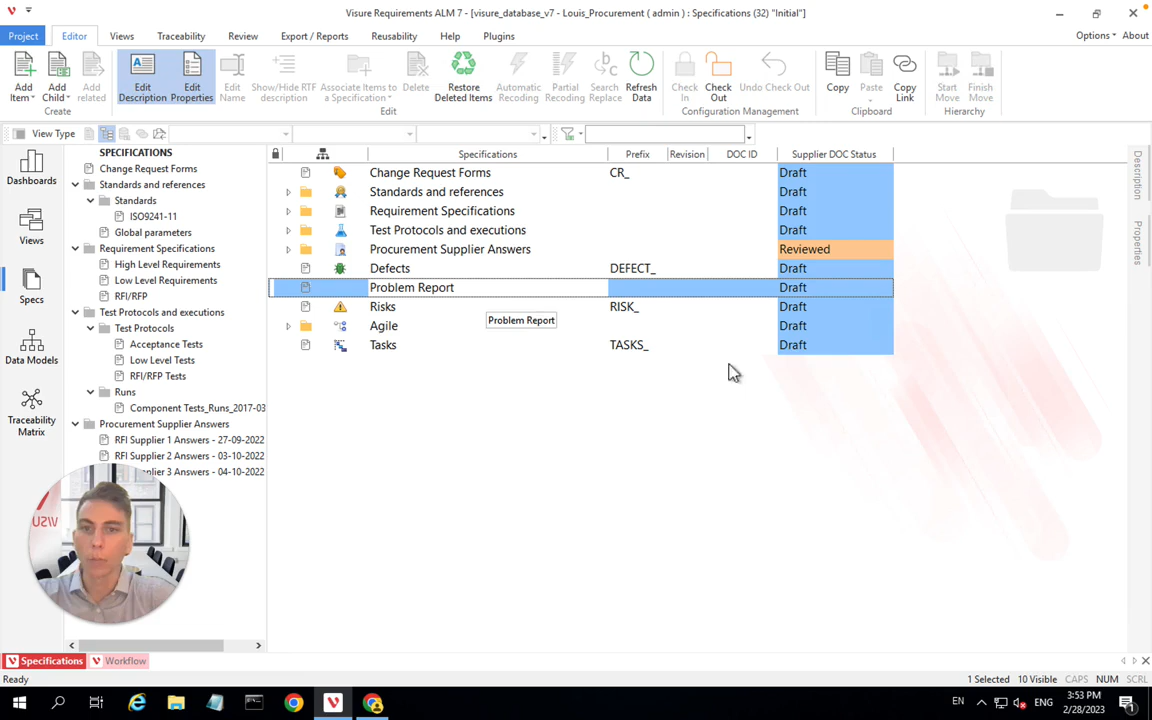 Visure Requirements ALM 7 - [visure_database_v7 - Louis_Procurement ( admin ) : Specifications (32) "Initial"]
Project Editor Views Traceability Review Export / Reports Reusability Help Plugins Options About
Add Item Add Child Add related Edit Description Edit Properties Edit Name Show/Hide RTF description Associate Items to a Specification Delete Restore Deleted Items Automatic Recoding Partial Recoding Search Replace Refresh Data Check In Check Out Undo Check Out Copy Paste Copy Link Start Move Finish Move
Create Edit Configuration Management Clipboard Hierarchy
View Type
Dashboards
Views
Specs
Data Models
Traceability Matrix
SPECIFICATIONS
Change Request Forms
Standards and references
Standards
ISO9241-11
Global parameters
Requirement Specifications
High Level Requirements
Low Level Requirements
RFI/RFP
Test Protocols and executions
Test Protocols
Acceptance Tests
Low Level Tests
RFI/RFP Tests
Runs
Component Tests_Runs_2017-03
Procurement Supplier Answers
RFI Supplier 1 Answers - 27-09-2022
RFI Supplier 2 Answers - 03-10-2022
plier 3 Answers - 04-10-2022
Specifications Prefix Revision DOC ID Supplier DOC Status
Change Request Forms CR_ Draft
Standards and references Draft
Requirement Specifications Draft
Test Protocols and executions Draft
Procurement Supplier Answers Reviewed
Defects DEFECT_ Draft
Problem Report Draft
Risks RISK_ Draft
Problem Report
Agile Draft
Tasks TASKS_ Draft
Description
Properties
Specifications Workflow
Ready 1 Selected 10 Visible CAPS NUM SCRL
EN ENG 3:53 PM
2/28/2023